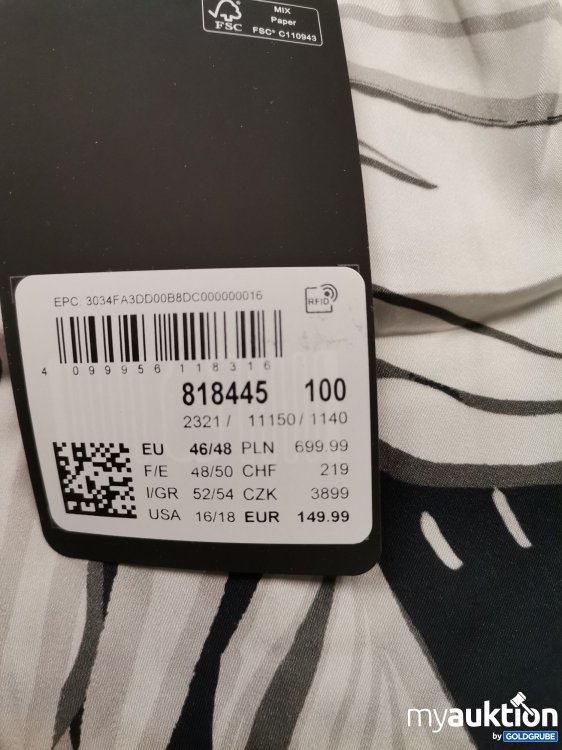 FSC
MIX
Paper
FSC® C110943
EPC. 3034FA3DD00B8DC000000016
RFID
4 099956 118316
818445 100
2321 / 11150 / 1140
EU 46/48 PLN 699.99
F/E 48/50 CHF 219
I/GR 52/54 CZK 3899
USA 16/18 EUR 149.99
myauktion
by GOLDGRUBE